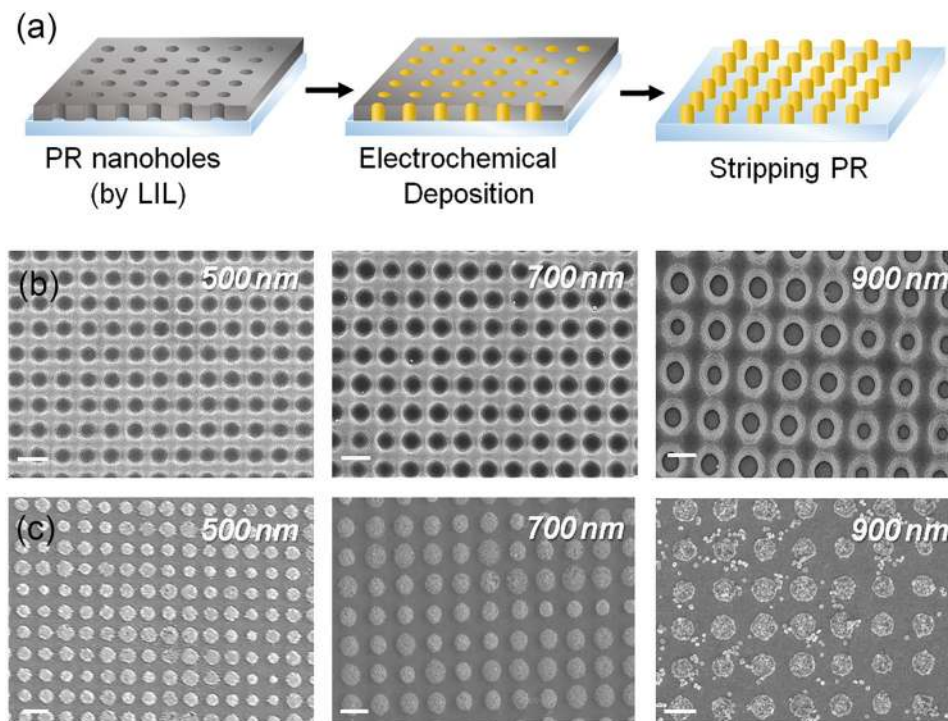 (a)
PR nanoholes
(by LIL)
Electrochemical
Deposition
Stripping PR
(b)
500 nm
700 nm
900 nm
(c)
500 nm
700 nm
900 nm